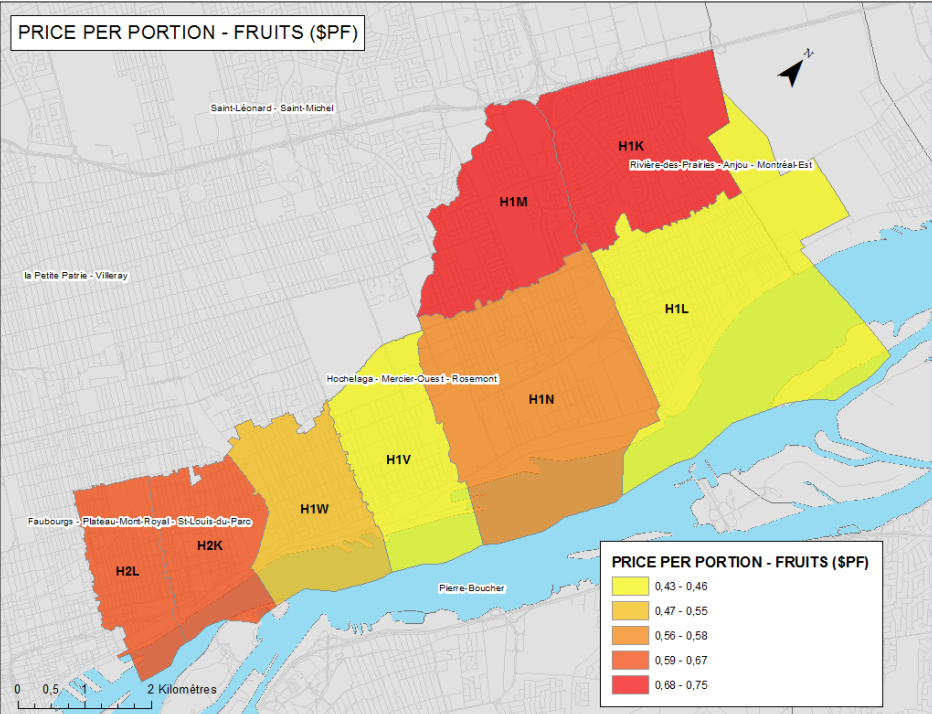 PRICE PER PORTION - FRUITS ($PF)
N
Saint-Léonard - Saint-Michel
H1K
Rivière-des-Prairies - Anjou - Montréal-Est
H1M
la Petite Patrie - Villeray
H1L
Hochelaga - Mercier-Ouest - Rosemont
H1N
H1V
H1W
Faubourgs - Plateau-Mont-Royal - St-Louis-du-Parc
H2K
H2L
Pierre-Boucher
PRICE PER PORTION - FRUITS ($PF)
0,43 - 0,46
0,47 - 0,55
0,56 - 0,58
0,59 - 0,67
0,68 - 0,75
0 0,5 1 2 Kilomètres